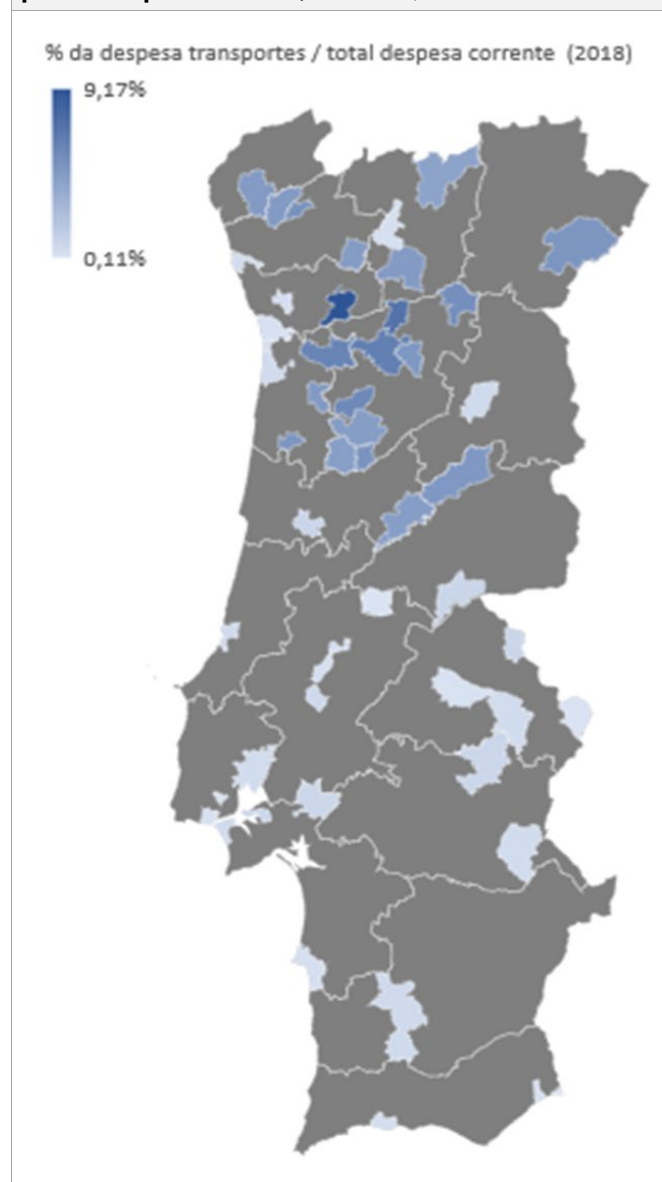 % da despesa transportes / total despesa corrente (2018)
9,17%
0,11%